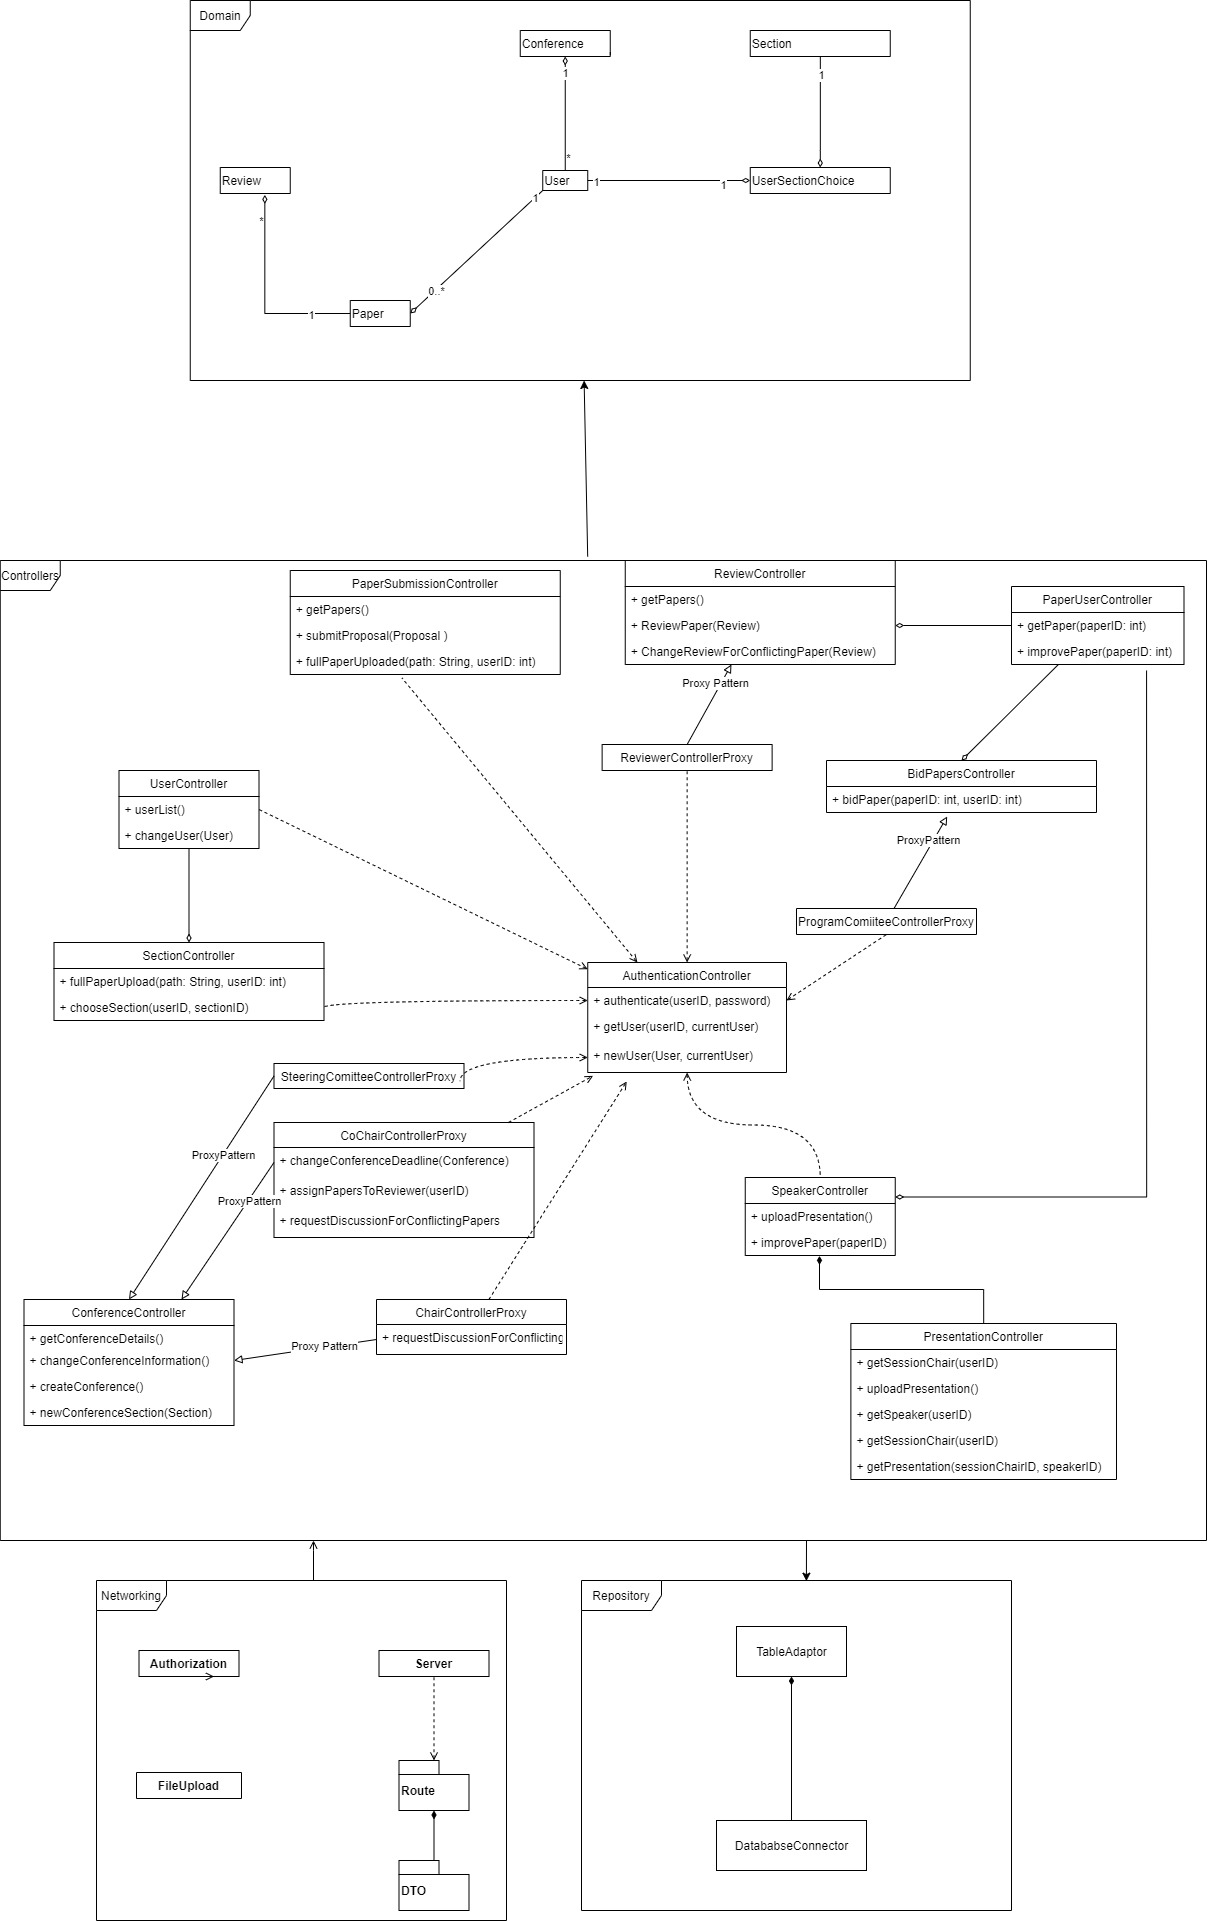 Domain
Conference
Section
1
1
*
Review
User
1
1
UserSectionChoice
1
*
0..*
1
Paper
Controllers
PaperSubmissionController
+ getPapers()
+ submitProposal(Proposal )
+ fullPaperUploaded(path: String, userID: int)
ReviewController
+ getPapers()
+ ReviewPaper(Review)
+ ChangeReviewForConflictingPaper(Review)
PaperUserController
+ getPaper(paperID: int)
+ improvePaper(paperID: int)
Proxy Pattern
ReviewerControllerProxy
BidPapersController
+ bidPaper(paperID: int, userID: int)
UserController
+ userList()
+ changeUser(User)
ProxyPattern
ProgramComiiteeControllerProxy
SectionController
+ fullPaperUpload(path: String, userID: int)
+ chooseSection(userID, sectionID)
AuthenticationController
+ authenticate(userID, password)
+ getUser(userID, currentUser)
+ newUser(User, currentUser)
SteeringComitteeControllerProxy
CoChairControllerProxy
+ changeConferenceDeadline(Conference)
+ assignPapersToReviewer(userID)
+ requestDiscussionForConflictingPapers
ProxyPattern
ProxyPattern
SpeakerController
+ uploadPresentation()
+ improvePaper(paperID)
ConferenceController
+ getConferenceDetails()
+ changeConferenceInformation()
+ createConference()
+ newConferenceSection(Section)
Proxy Pattern
ChairControllerProxy
+ requestDiscussionForConflicting
PresentationController
+ getSessionChair(userID)
+ uploadPresentation()
+ getSpeaker(userID)
+ getSessionChair(userID)
+ getPresentation(sessionChairID, speakerID)
Networking
Authorization
Server
FileUpload
Route
DTO
Repository
TableAdaptor
DatababseConnector